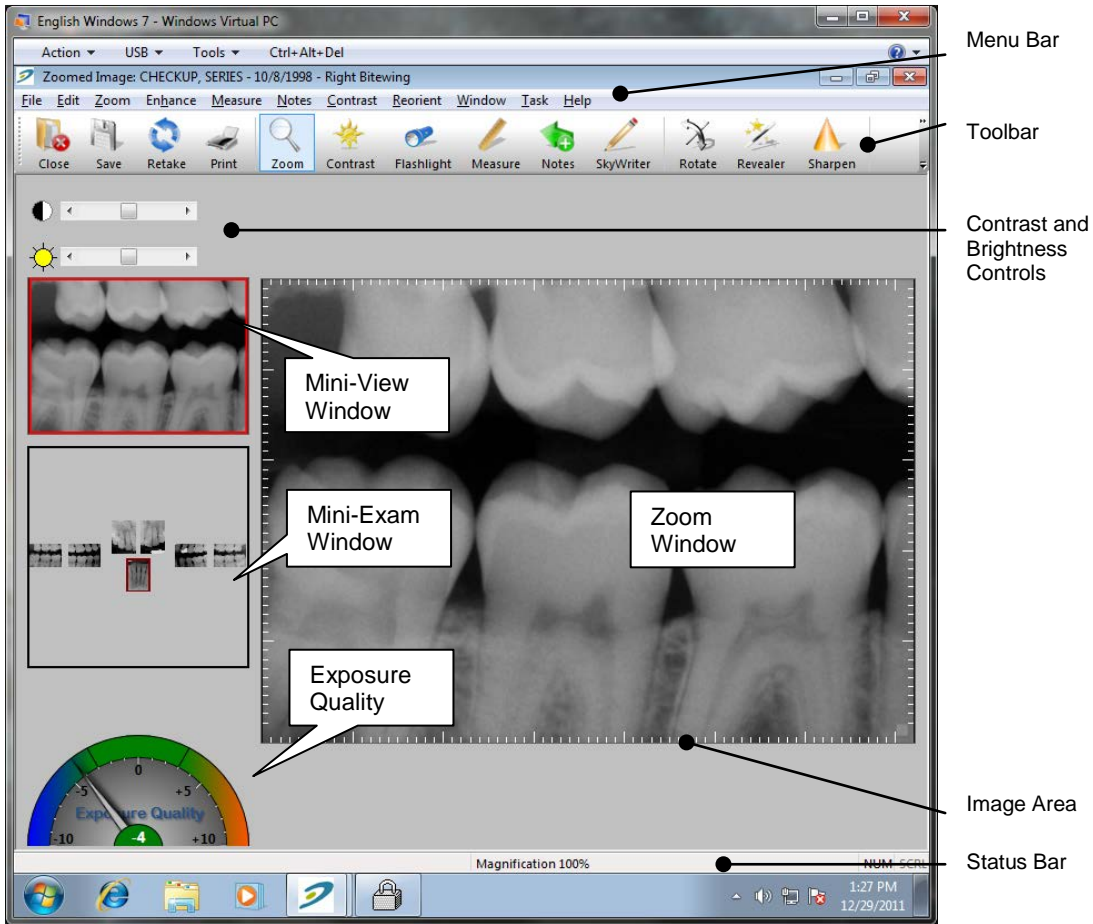 English Windows 7 - Windows Virtual PC
Action USB Tools Ctrl+Alt+Del
Zoomed Image: CHECKUP, SERIES - 10/8/1998 - Right Bitewing
File Edit Zoom Enhance Measure Notes Contrast Reorient Window Task Help
Close Save Retake Print Zoom Contrast Flashlight Measure Notes SkyWriter Rotate Revealer Sharpen
Menu Bar
Toolbar
Contrast and
Brightness
Controls
Mini-View
Window
Mini-Exam
Window
Zoom
Window
Exposure
Quality
0
-5 +5
Exposure Quality
-10 -4 +10
Image Area
Magnification 100% NUM SCRL
Status Bar
1:27 PM
12/29/2011